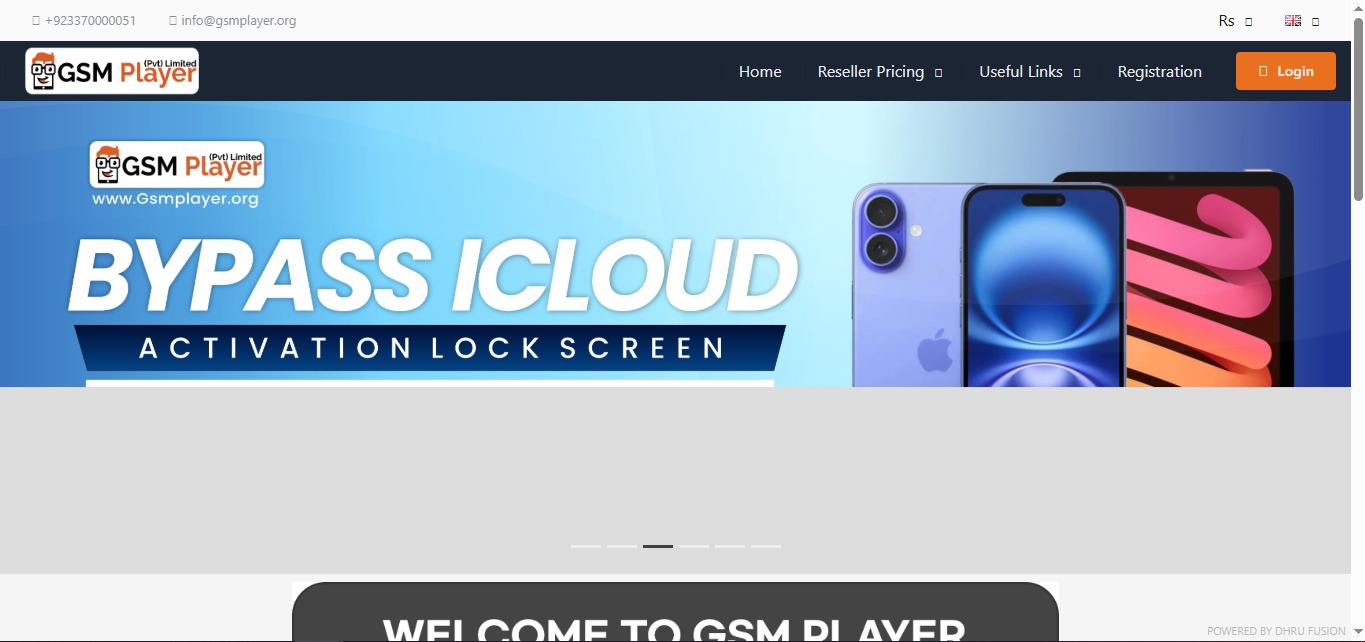 +923370000051
info@gsmplayer.org
Rs
GSM Player
(Pvt) Limited
Home
Reseller Pricing
Useful Links
Registration
Login
GSM Player
(Pvt) Limited
www.Gsmplayer.org
BYPASS ICLOUD
ACTIVATION LOCK SCREEN
WELCOME TO GSM PLAYER
POWERED BY DHRU FUSION